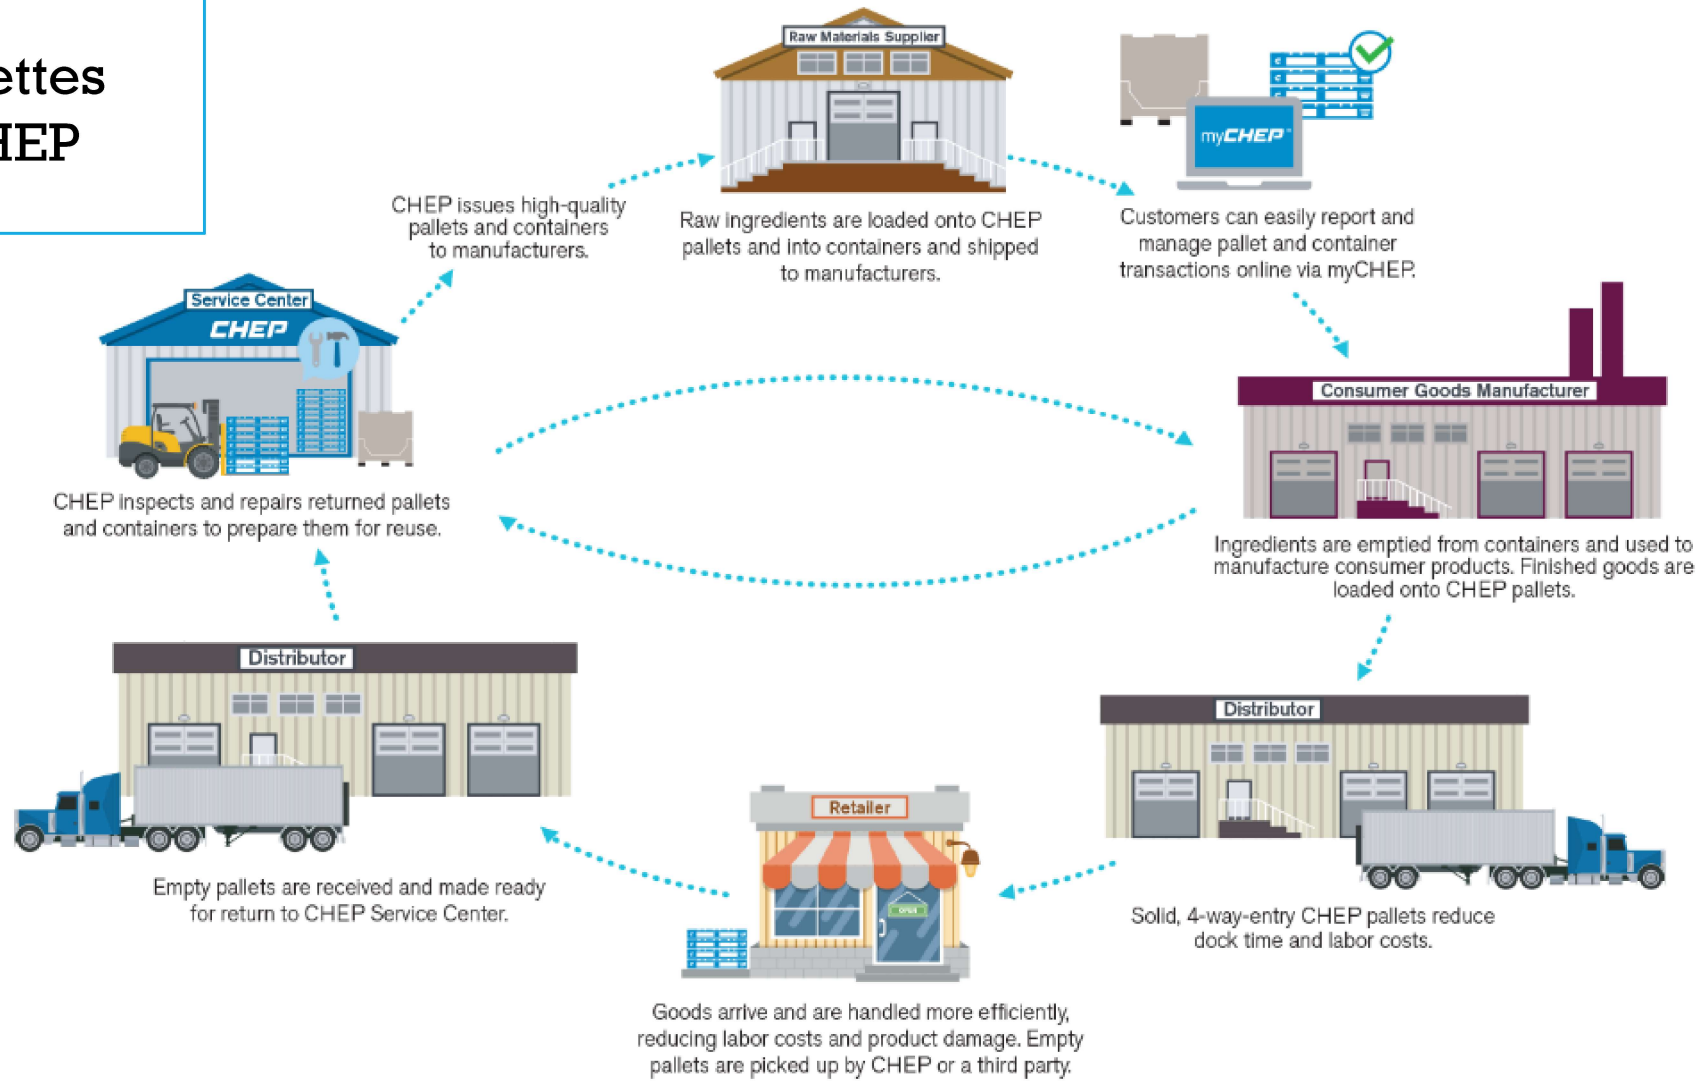 ettes
HEP
Raw Materials Supplier
myCHEP
CHEP issues high-quality
pallets and containers
to manufacturers.
Raw ingredients are loaded onto CHEP
pallets and into containers and shipped
to manufacturers.
Customers can easily report and
manage pallet and container
transactions online via myCHEP.
Service Center
CHEP
CHEP inspects and repairs returned pallets
and containers to prepare them for reuse.
Consumer Goods Manufacturer
Ingredients are emptied from containers and used to
manufacture consumer products. Finished goods are
loaded onto CHEP pallets.
Distributor
Empty pallets are received and made ready
for return to CHEP Service Center.
Retailer
OPEN
Goods arrive and are handled more efficiently,
reducing labor costs and product damage. Empty
pallets are picked up by CHEP or a third party.
Distributor
Solid, 4-way-entry CHEP pallets reduce
dock time and labor costs.